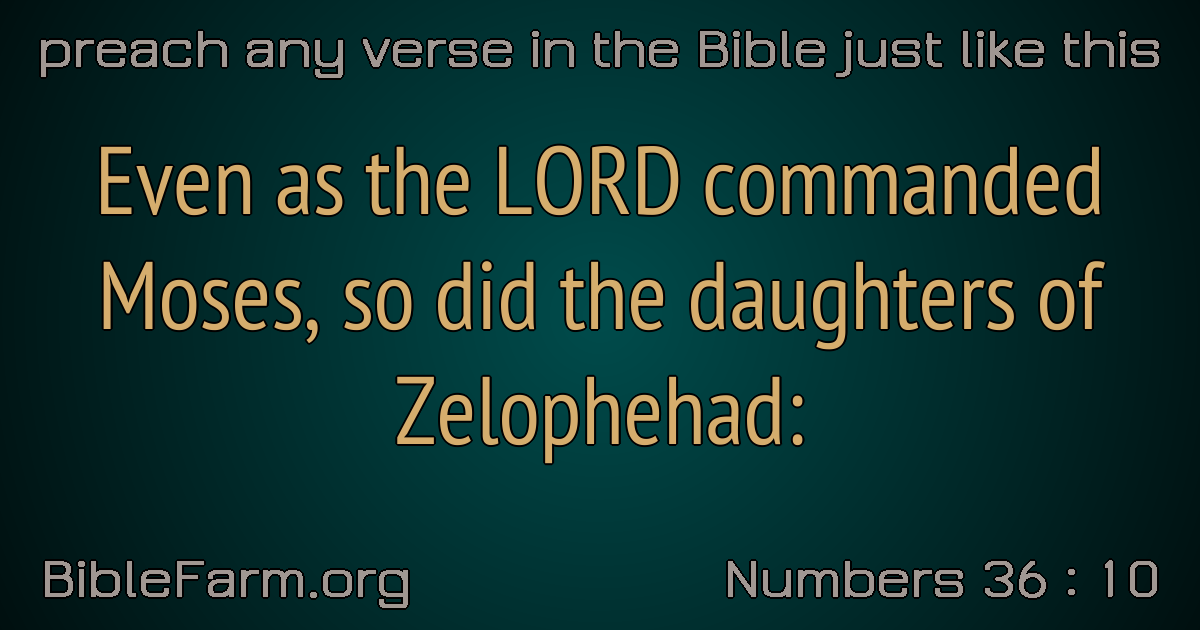 preach any verse in the Bible just like this
Even as the LORD commanded
Moses, so did the daughters of
Zelophehad:
BibleFarm.org
Numbers 36 : 10